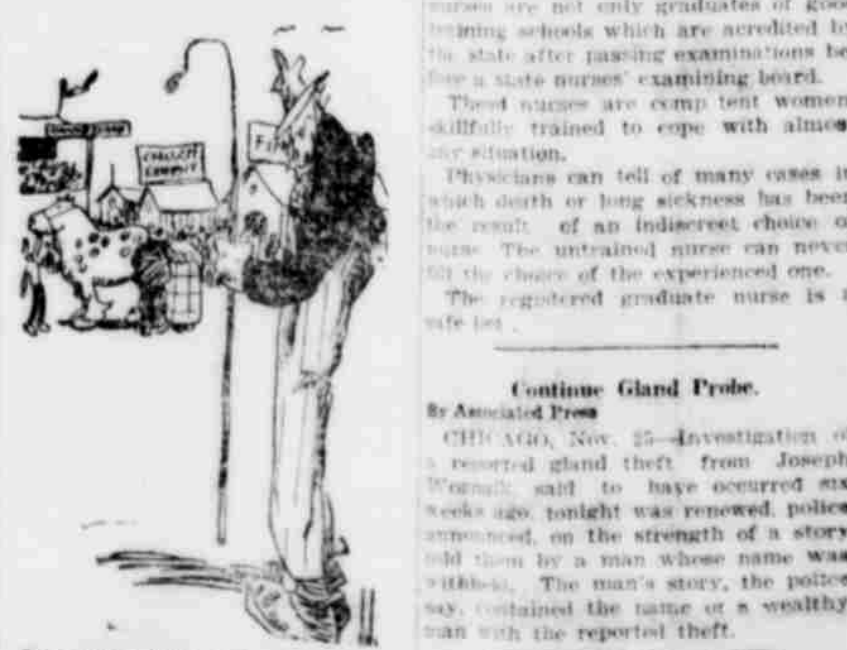 nurses are not only graduates of good
training schools which are acredited by
the state after passing examinations be
fore a state nurses' examining board.
Thesd nurses are comp tent women
skillfully trained to cope with almos
any situation.
Physicians can tell of many cases in
which death or long sickness has been
the result of an indiscreet choice of
nurse. The untrained nurse can never
fill the choice of the experienced one.
The registered graduate nurse is a
safe bet.
Continue Gland Probe.
By Associated Press
CHICAGO, Nov. 25—Investigation of
a reported gland theft from Joseph
said to have occurred six
weeks ago, tonight was renewed, police
announced, on the strength of a story
told them by a man whose name was
withheld. The man's story, the police
say, contained the name or a wealthy
man with the reported theft.